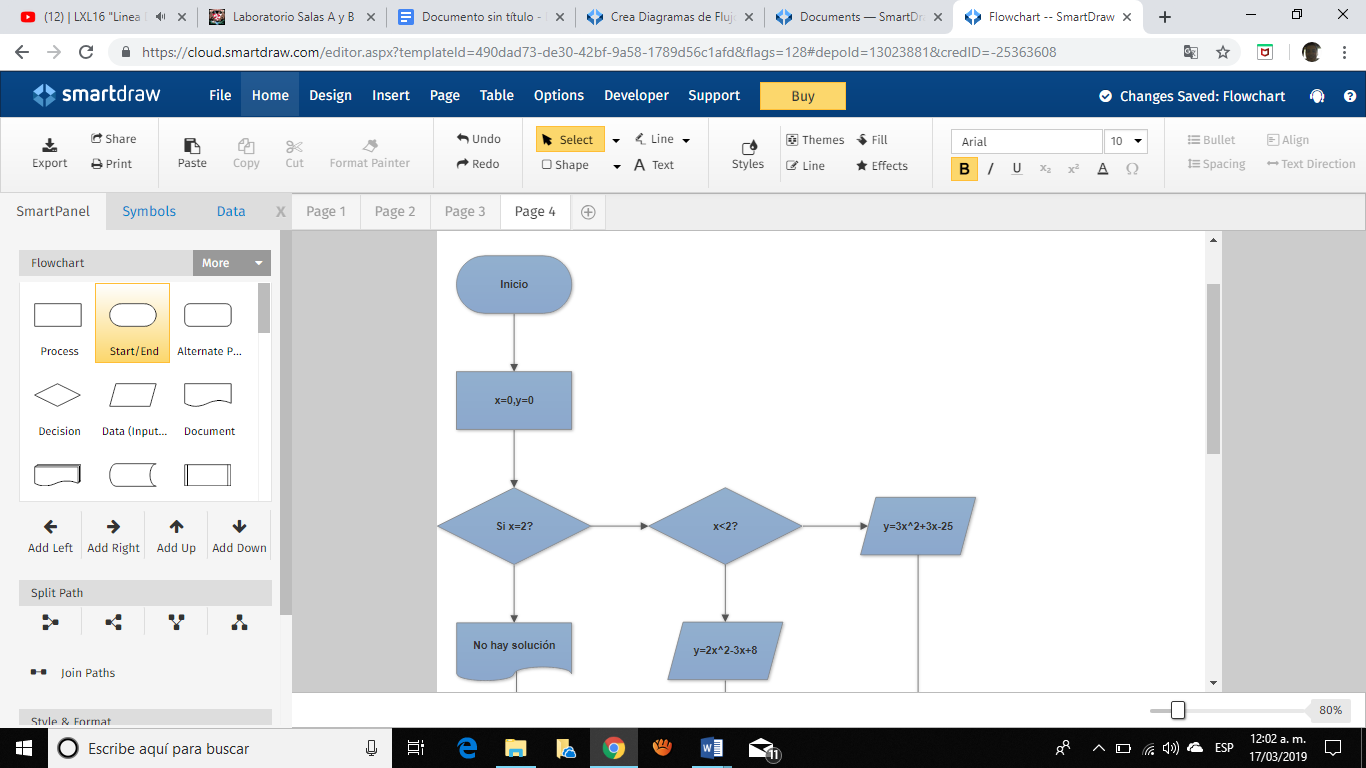 (12) | LXL16 "Linea
Laboratorio Salas A y B
Documento sin título -
Crea Diagramas de Fluj
Documents — SmartDr
Flowchart -- SmartDraw
https://cloud.smartdraw.com/editor.aspx?templateId=490dad73-de30-42bf-9a58-1789d56c1afd&flags=128#depoId=13023881&credID=-25363608
smartdraw
File Home Design Insert Page Table Options Developer Support Buy
Changes Saved: Flowchart
Export
Share
Print
Paste
Copy
Cut
Format Painter
Undo
Redo
Select
Line
Shape
Text
Styles
Themes
Fill
Line
Effects
Arial
10
B I U x₂ x² A Ω
Bullet
Align
Spacing
Text Direction
SmartPanel Symbols Data X
Page 1 Page 2 Page 3 Page 4
Flowchart
More
Process
Start/End
Alternate P...
Decision
Data (Input...
Document
Add Left
Add Right
Add Up
Add Down
Split Path
Join Paths
Style & Format
Inicio
x=0,y=0
Si x=2?
x<2?
y=3x^2+3x-25
No hay solución
y=2x^2-3x+8
80%
Escribe aquí para buscar
11
ESP
12:02 a. m.
17/03/2019